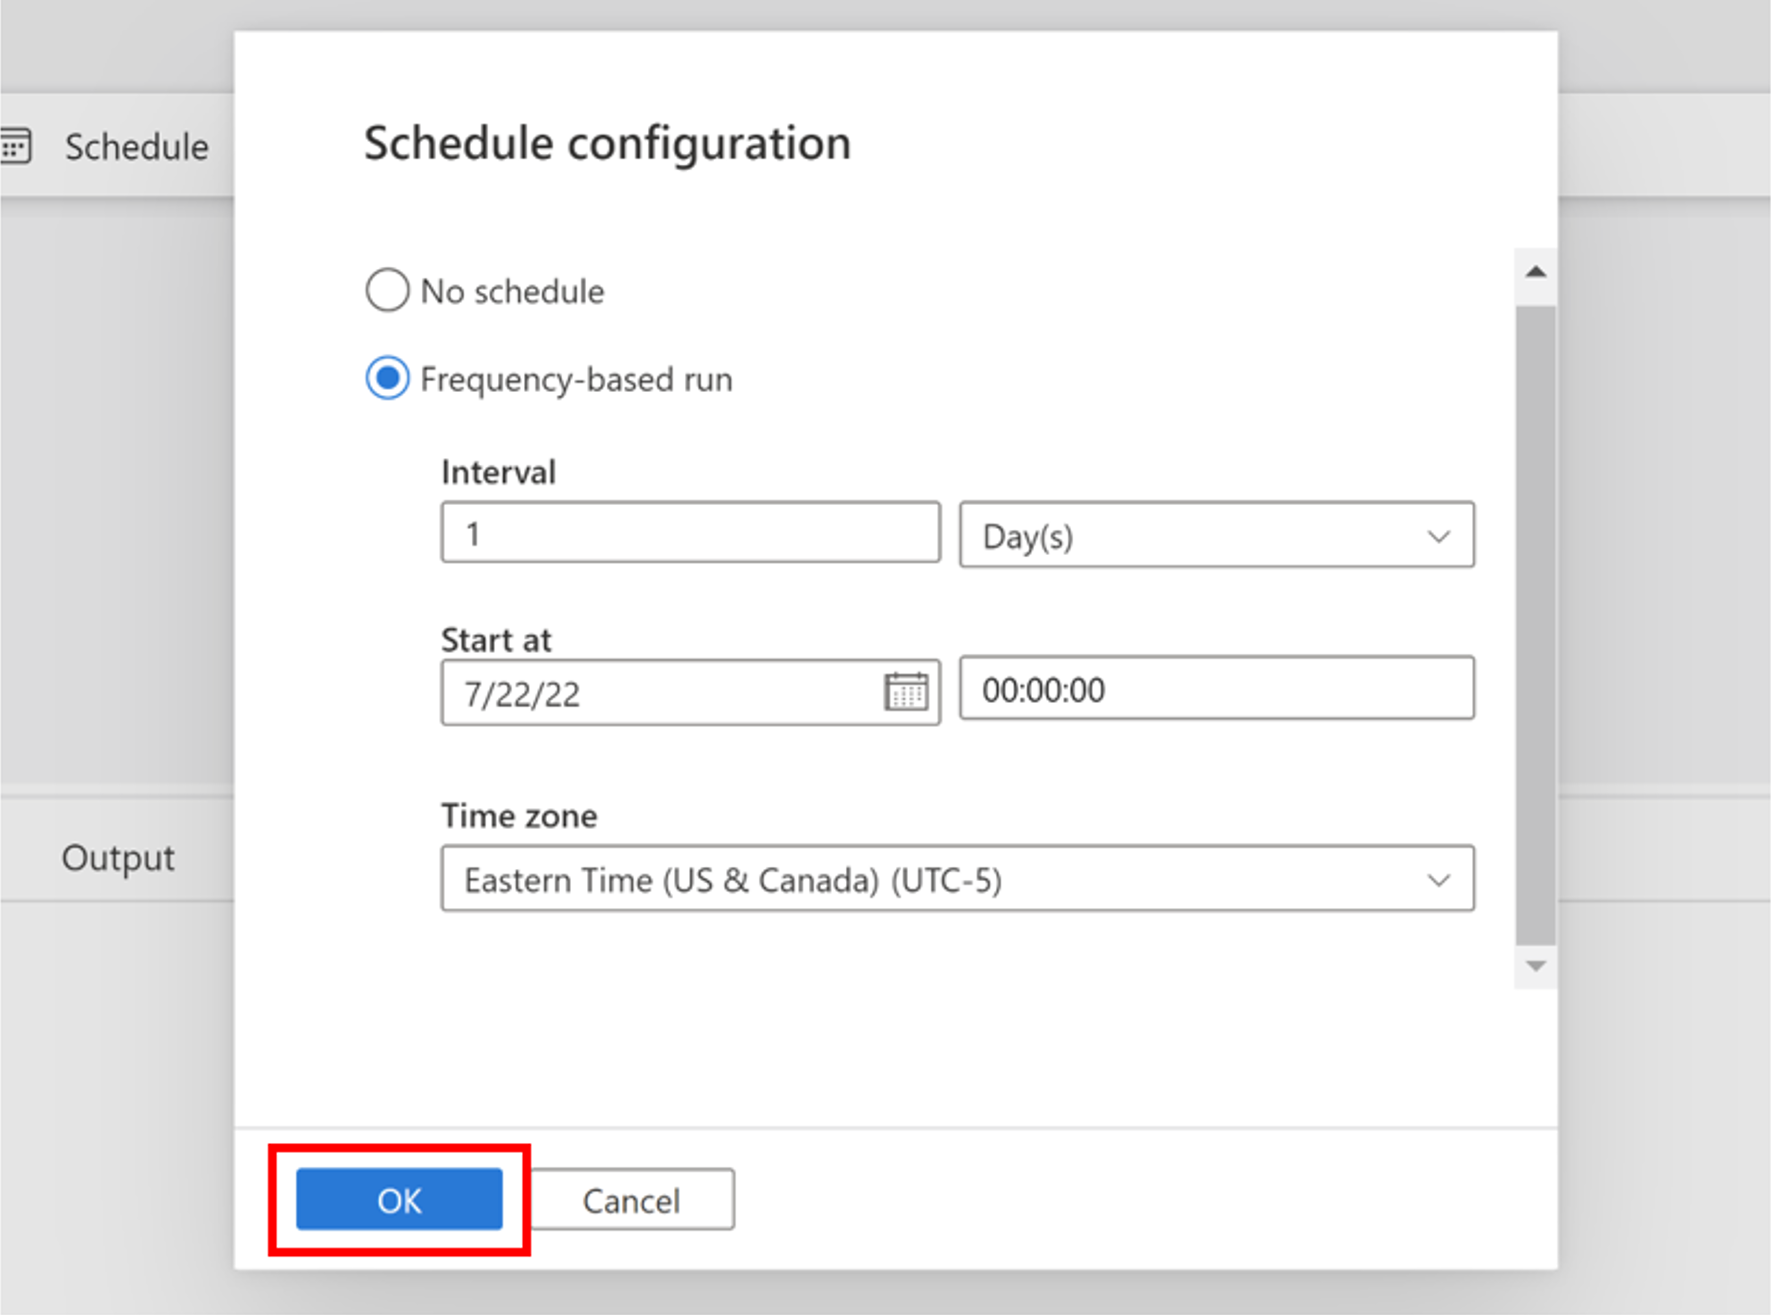 Schedule
Schedule configuration
No schedule
Frequency-based run
Interval
1
Day(s)
Start at
7/22/22
00:00:00
Time zone
Eastern Time (US & Canada) (UTC-5)
Output
OK
Cancel